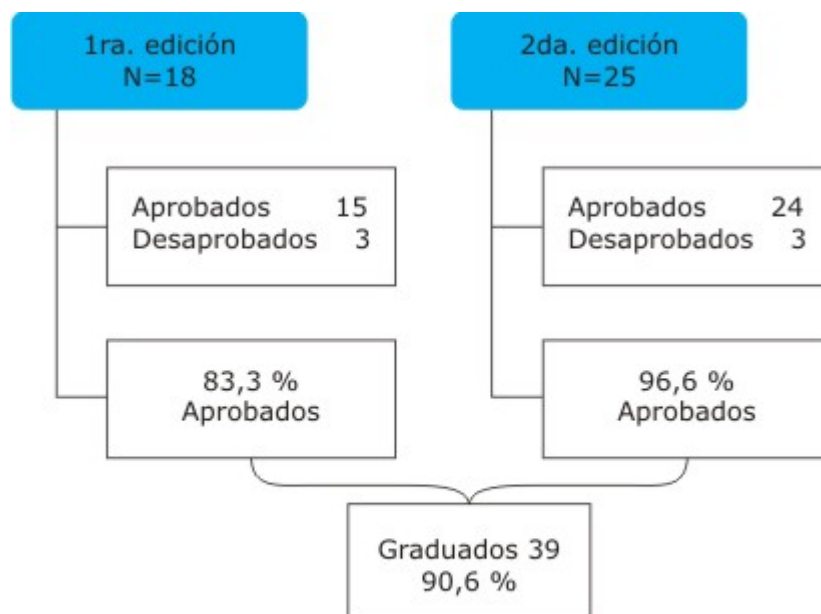 1ra. edición
N=18
2da. edición
N=25
Aprobados 15
Desaprobados 3
Aprobados 24
Desaprobados 3
83,3 %
Aprobados
96,6 %
Aprobados
Graduados 39
90,6 %